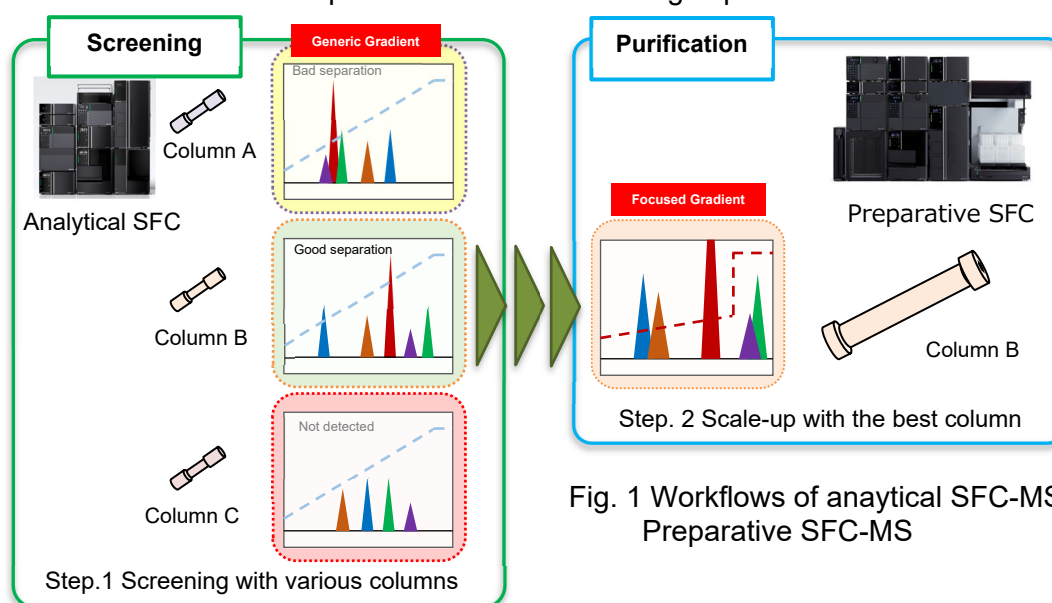 Screening
Generic Gradient
Bad separation
Column A
Analytical SFC
Good separation
Column B
Not detected
Column C
Step.1 Screening with various columns
Purification
Focused Gradient
Preparative SFC
Column B
Step. 2 Scale-up with the best column
Fig. 1 Workflows of anaytical SFC-MS
Preparative SFC-MS